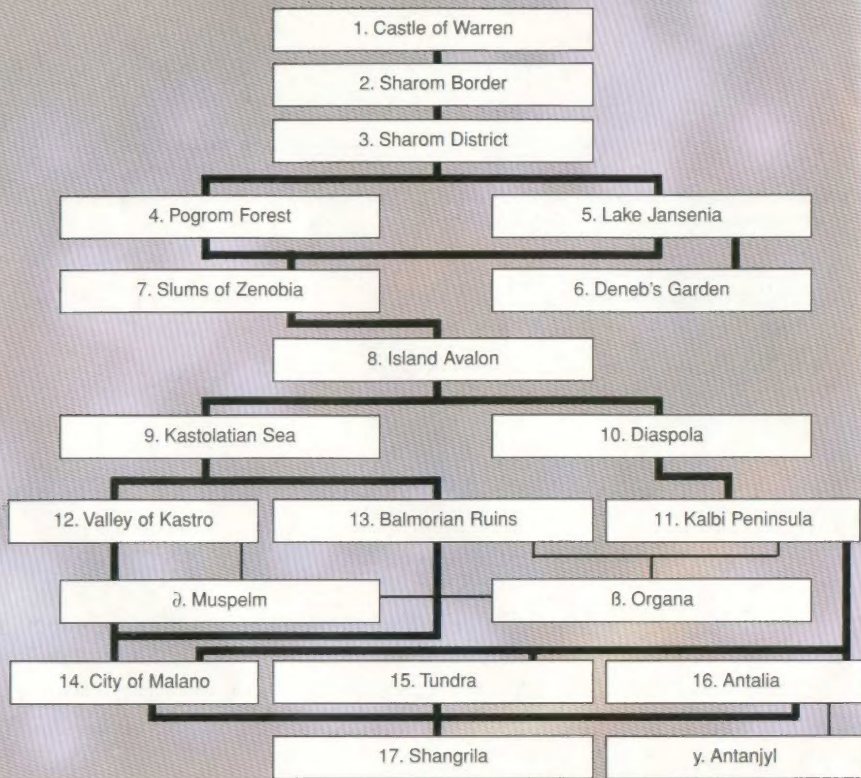 1. Castle of Warren
2. Sharom Border
3. Sharom District
4. Pogrom Forest
5. Lake Jansenia
7. Slums of Zenobia
6. Deneb's Garden
8. Island Avalon
9. Kastolatian Sea
10. Diaspola
12. Valley of Kastro
13. Balmorian Ruins
11. Kalbi Peninsula
∂. Muspelm
ß. Organa
14. City of Malano
15. Tundra
16. Antalia
17. Shangrila
y. Antanjyl